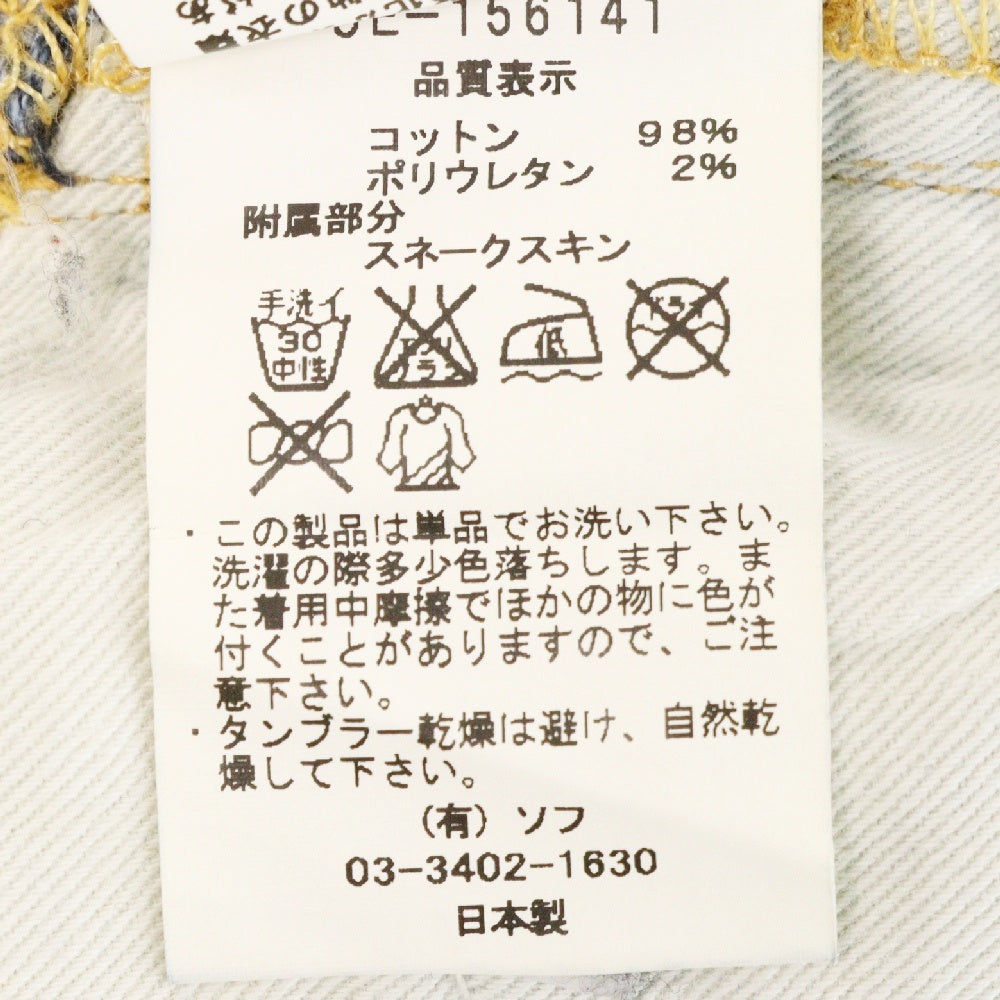 -156141
品質表示
コットン 98%
ポリウレタン 2%
附属部分
スネークスキン
手洗イ
30
中性
低
ドライ
・この製品は単品でお洗い下さい。
洗濯の際多少色落ちします。ま
た着用中摩擦でほかの物に色が
付くことがありますので、ご注
意下さい。
・タンブラー乾燥は避け、自然乾
燥して下さい。
(有) ソフ
03-3402-1630
日本製